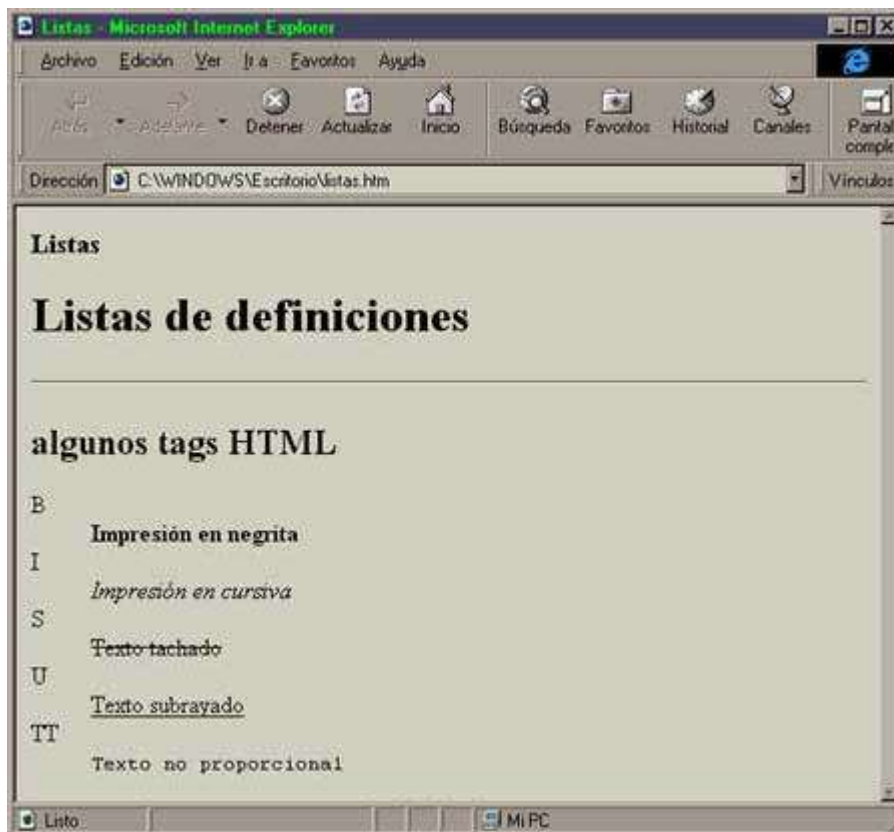 Listas - Microsoft Internet Explorer
Archivo Edición Ver Ir a Favoritos Ayuda
Atrás Adelante Detener Actualizar Inicio Búsqueda Favoritos Historial Canales Pantal
comple
Dirección C:\WINDOWS\Escritorio\listas.htm Vínculos
Listas
Listas de definiciones
algunos tags HTML
B
Impresión en negrita
I
Impresión en cursiva
S
Texto tachado
U
Texto subrayado
TT
Texto no proporcional
Listo Mi PC